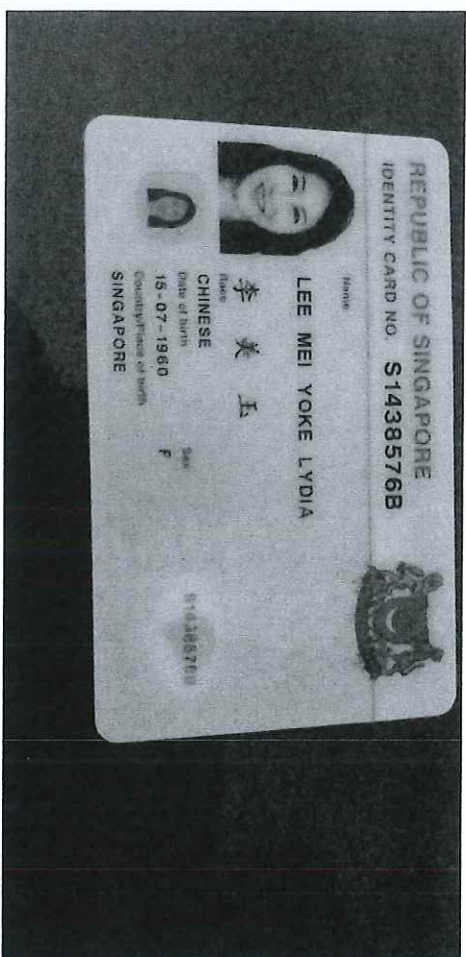 REPUBLIC OF SINGAPORE
IDENTITY CARD NO. S1438576B
Name
LEE MEI YOKE LYDIA
李 美 玉
Race
CHINESE
Date of birth Sex
15-07-1960 F
Country/Place of birth
SINGAPORE
S1438576B